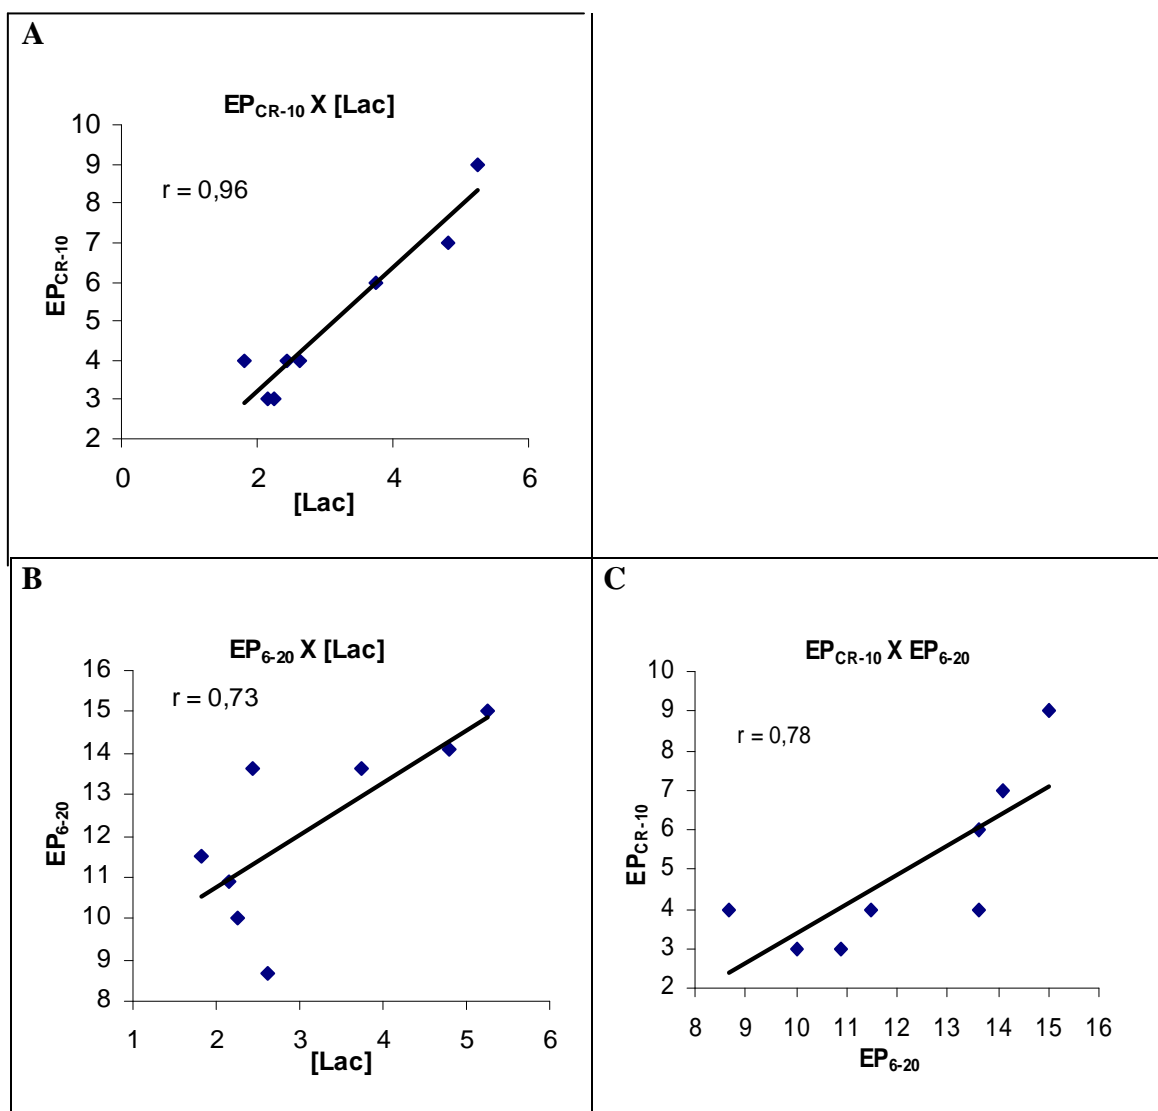 A
EPCR-10 X [Lac]
r = 0,96
10
9
8
7
6
5
4
3
2
EPCR-10
0 2 4 6
[Lac]
B
EP6-20 X [Lac]
r = 0,73
16
15
14
13
12
11
10
9
8
EP6-20
1 2 3 4 5 6
[Lac]
C
EPCR-10 X EP6-20
r = 0,78
10
9
8
7
6
5
4
3
2
EPCR-10
8 9 10 11 12 13 14 15 16
EP6-20